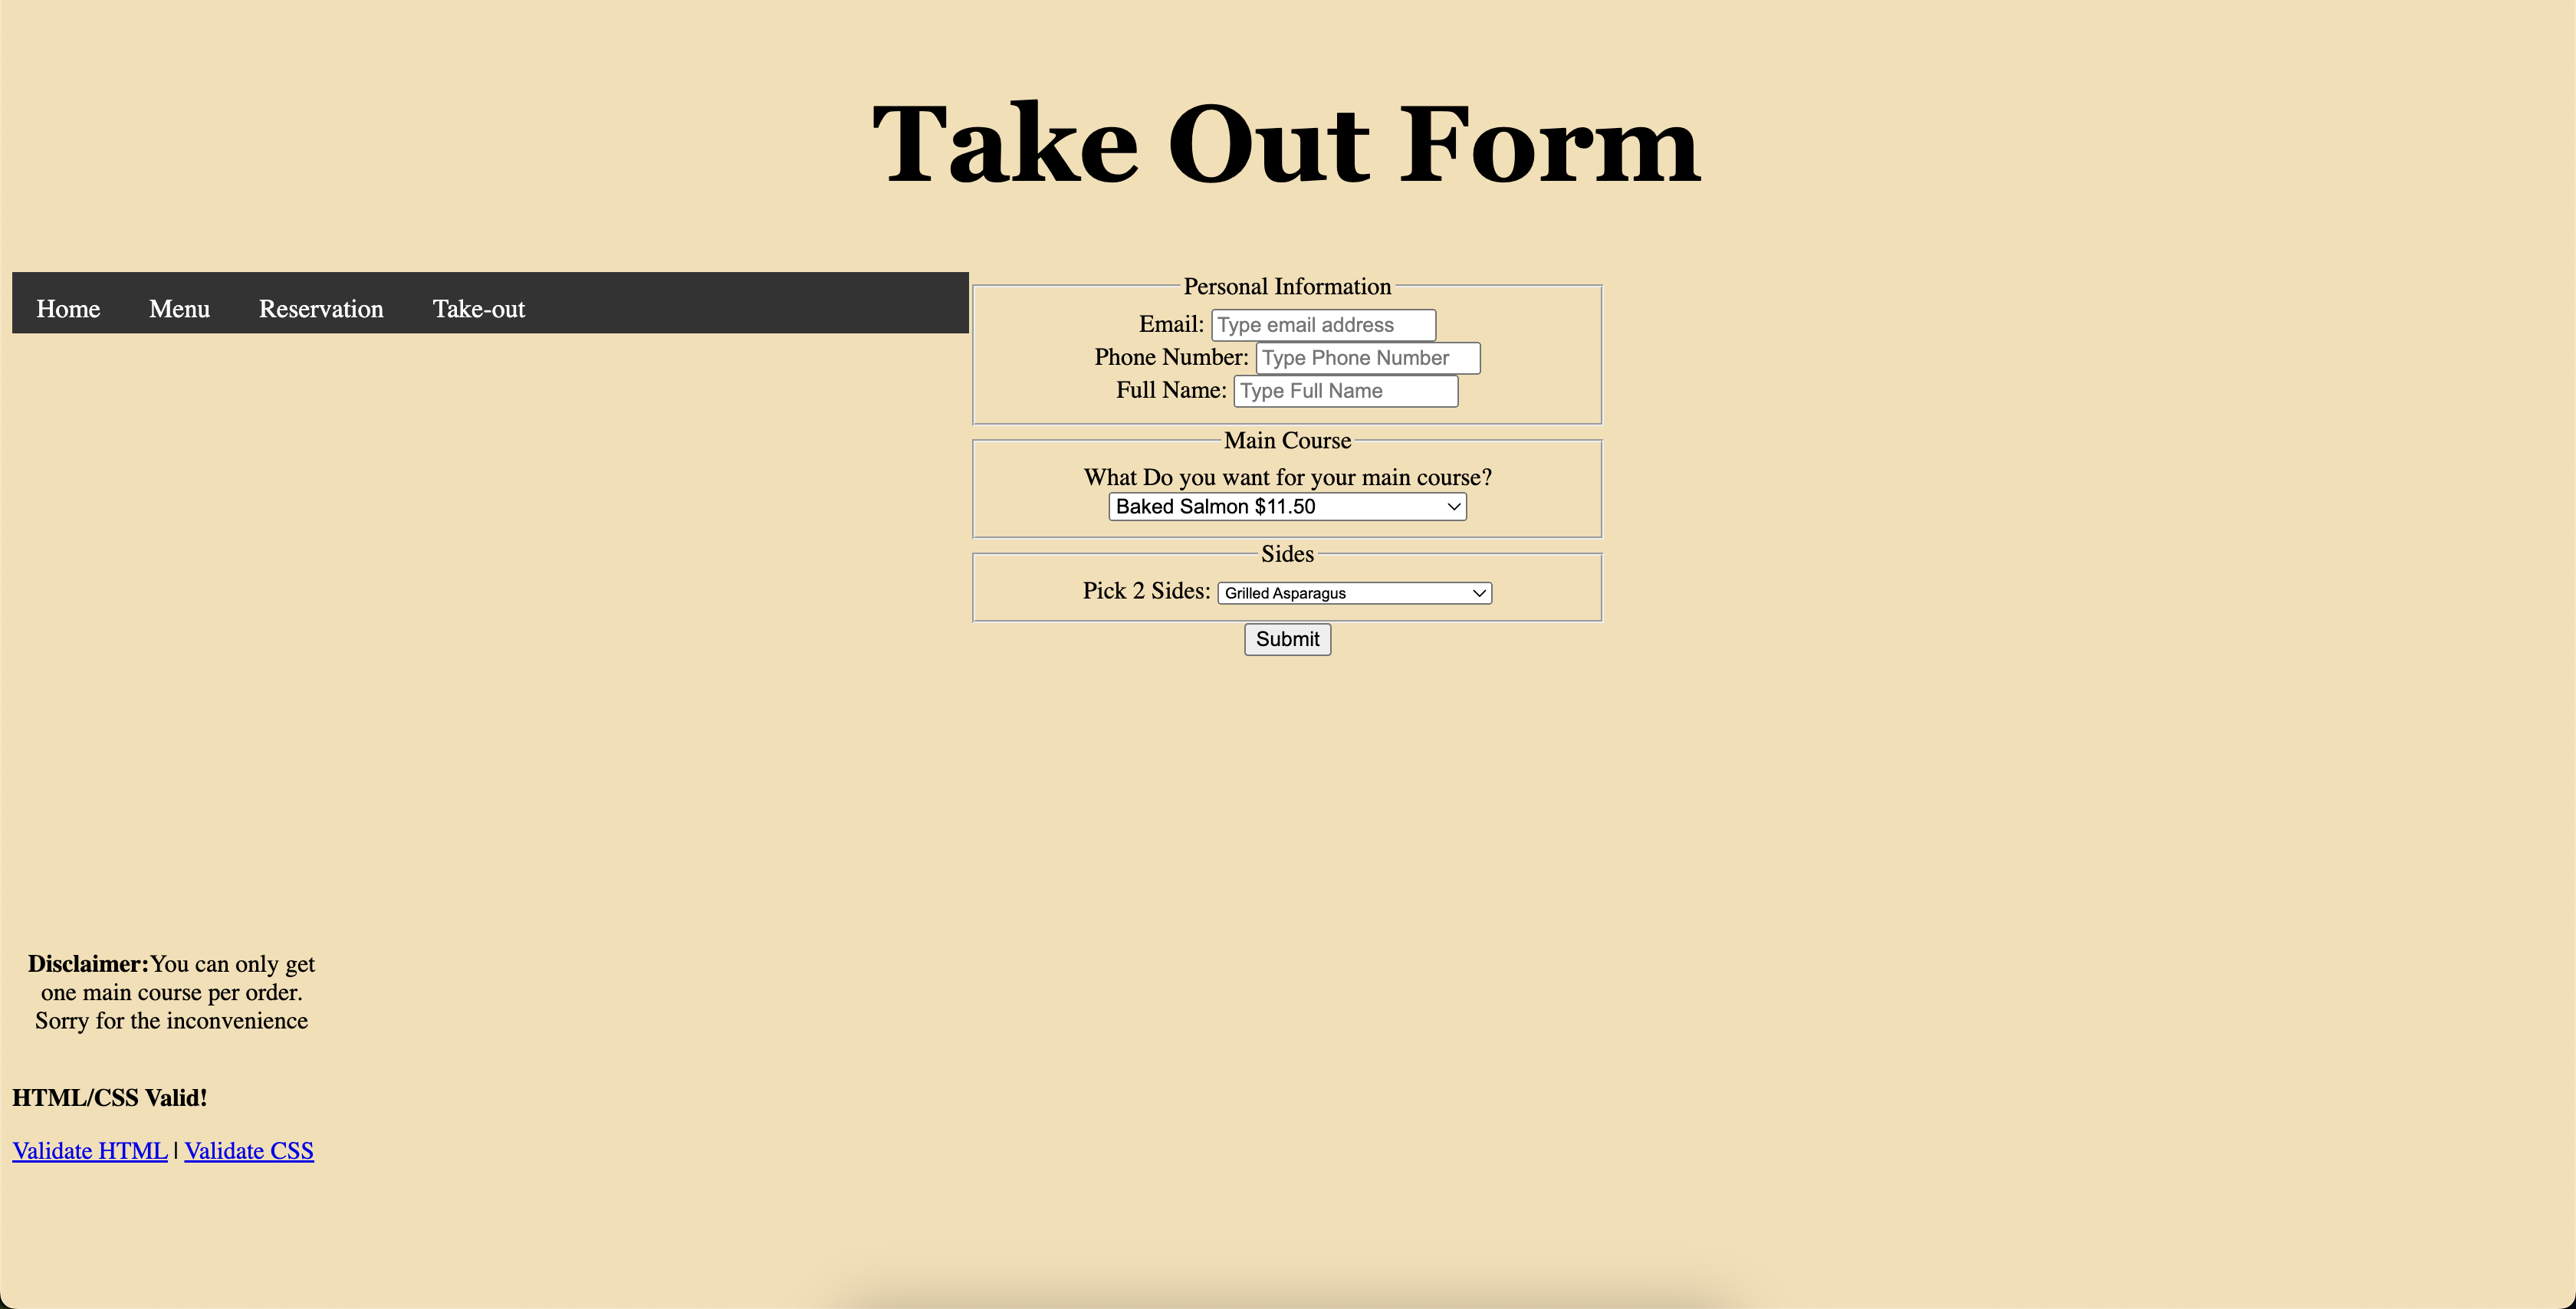 Take Out Form
Home Menu Reservation Take-out
Personal Information
Email: Type email address
Phone Number: Type Phone Number
Full Name: Type Full Name
Main Course
What Do you want for your main course?
Baked Salmon $11.50
Sides
Pick 2 Sides: Grilled Asparagus
Submit
Disclaimer:You can only get
one main course per order.
Sorry for the inconvenience
HTML/CSS Valid!
Validate HTML | Validate CSS